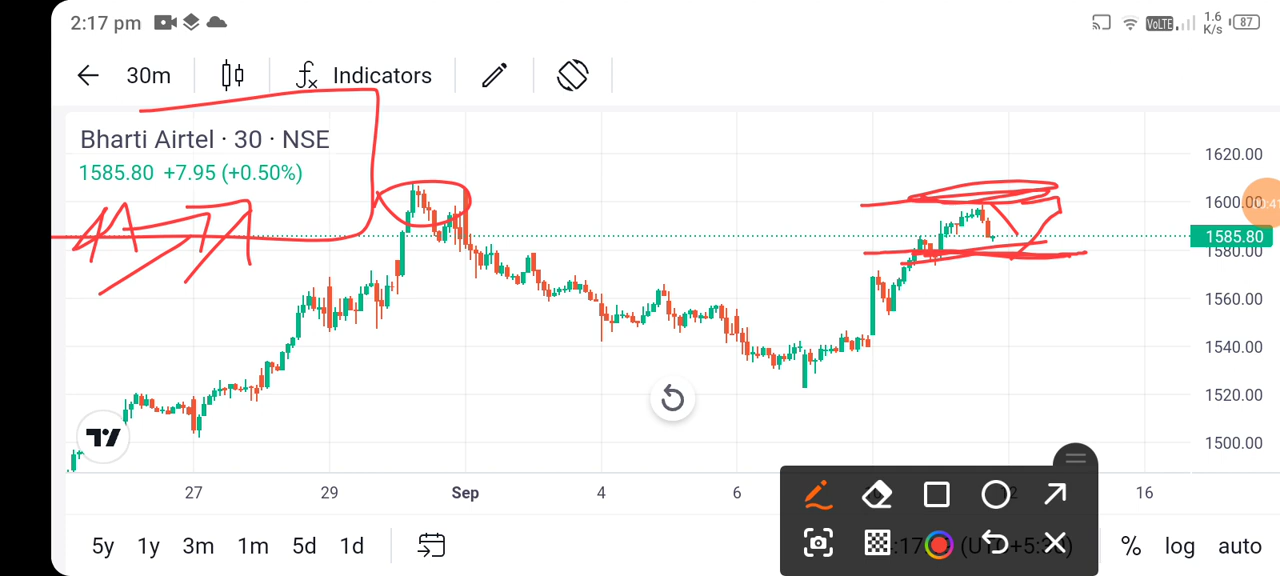 2:17 pm
VoLTE 1.6 K/s 87
30m Indicators
Bharti Airtel · 30 · NSE
1585.80 +7.95 (+0.50%)
1620.00
1600.00
1585.80
1580.00
1560.00
1540.00
1520.00
1500.00
27 29 Sep 4 6 16
5y 1y 3m 1m 5d 1d % log auto